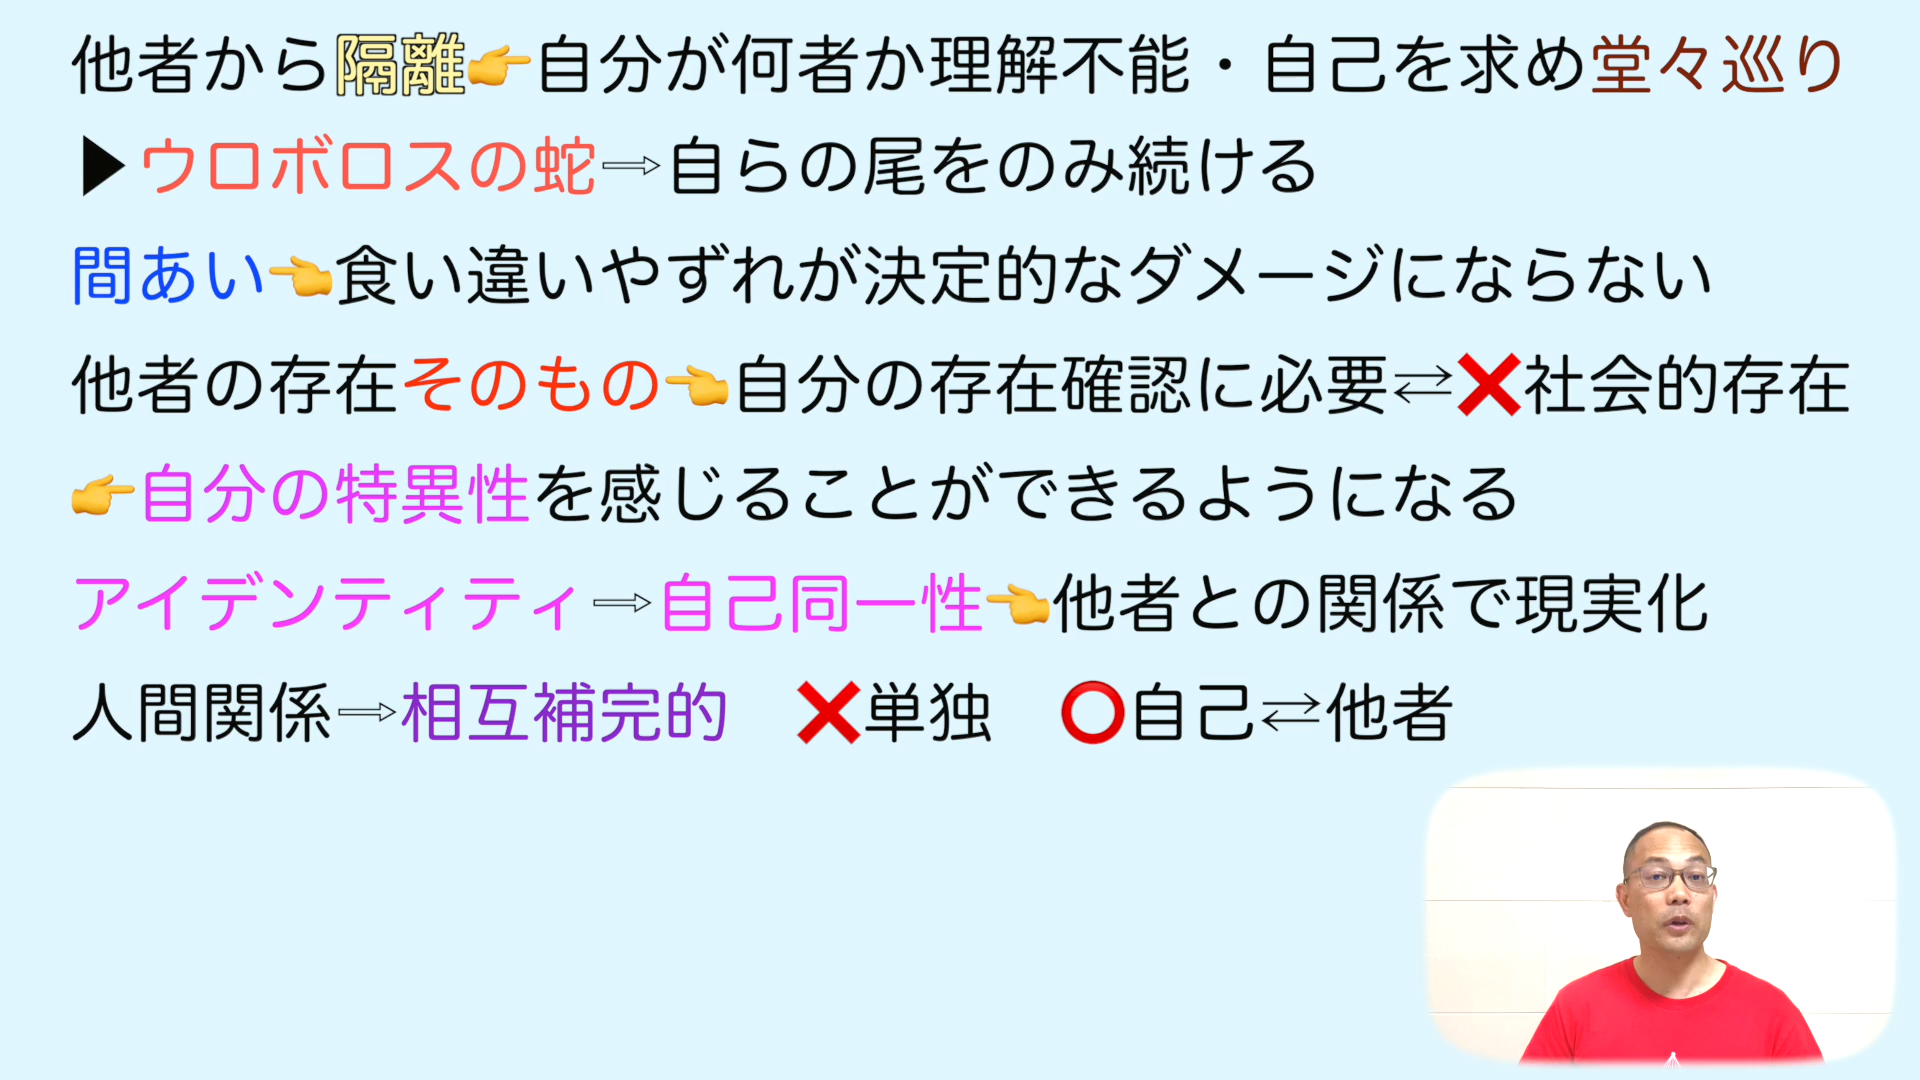 他者から隔離👉自分が何者か理解不能・自己を求め堂々巡り
▶ウロボロスの蛇⇨自らの尾をのみ続ける
間あい👈食い違いやずれが決定的なダメージにならない
他者の存在そのもの👈自分の存在確認に必要⇄❌社会的存在
👉自分の特異性を感じることができるようになる
アイデンティティ⇨自己同一性👈他者との関係で現実化
人間関係⇨相互補完的　❌単独　⭕自己⇄他者